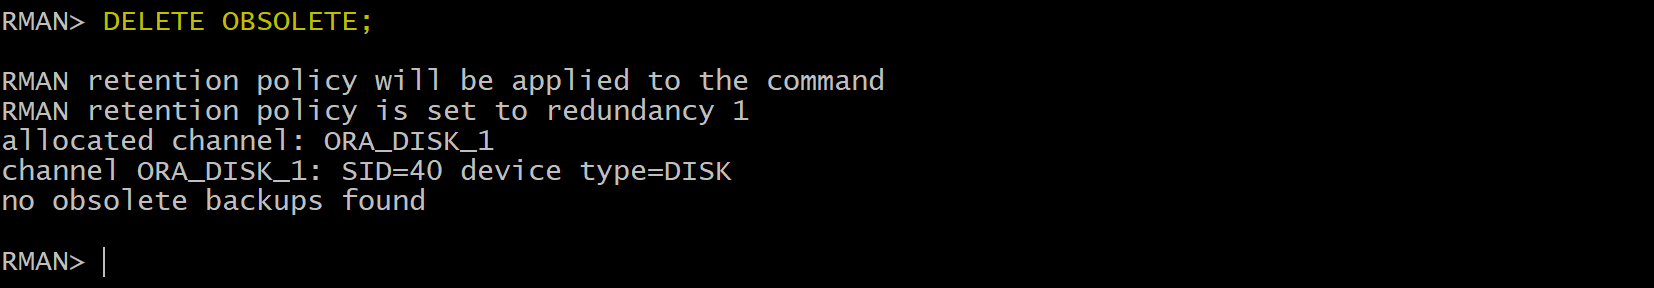 RMAN> DELETE OBSOLETE;
RMAN retention policy will be applied to the command
RMAN retention policy is set to redundancy 1
allocated channel: ORA_DISK_1
channel ORA_DISK_1: SID=40 device type=DISK
no obsolete backups found
RMAN>